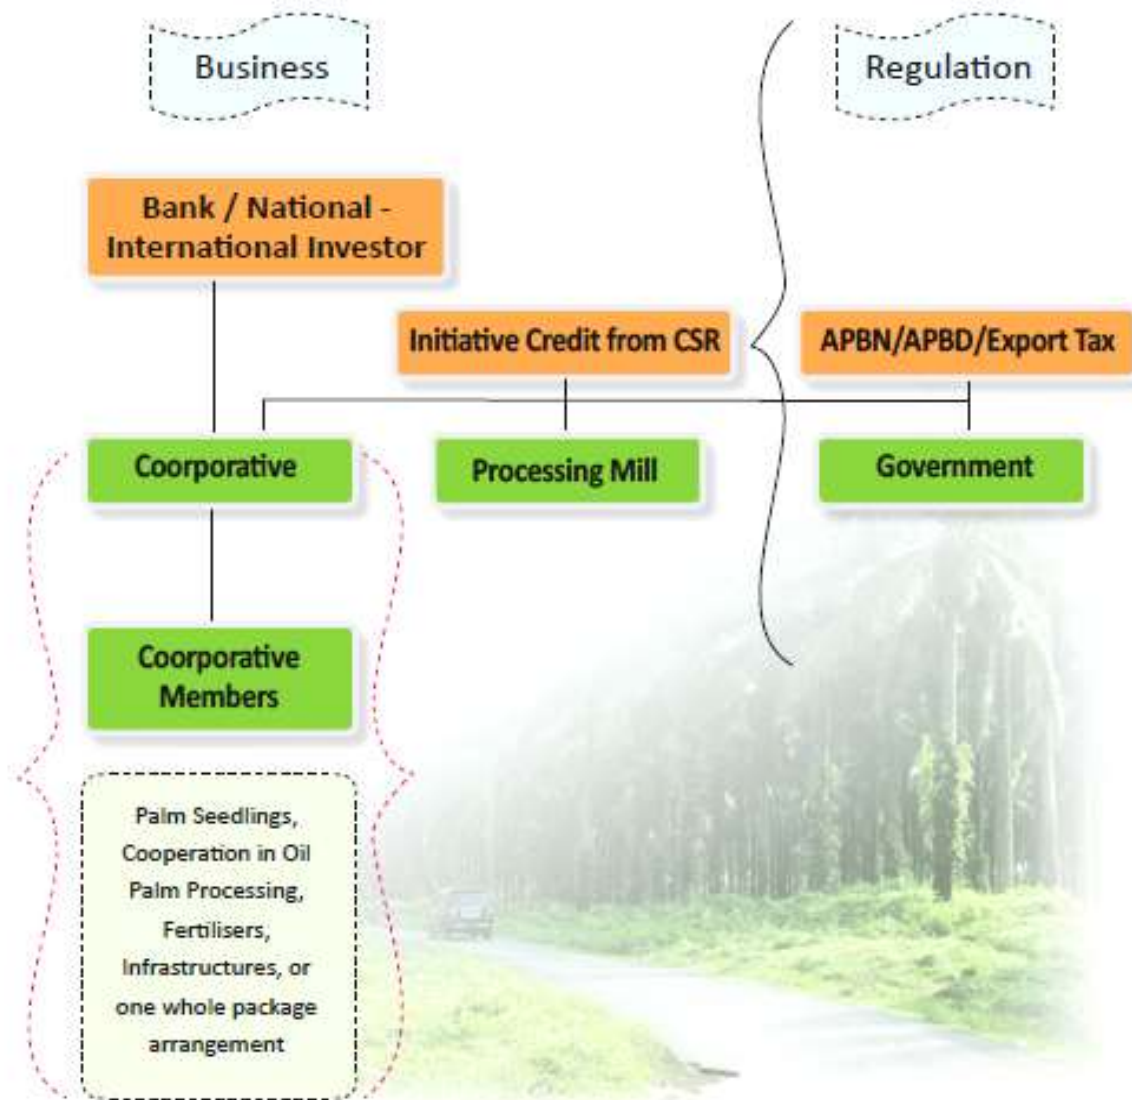 Business
Regulation
Bank / National -
International Investor
Initiative Credit from CSR
APBN/APBD/Export Tax
Coorporative
Processing Mill
Government
Coorporative
Members
Palm Seedlings,
Cooperation in Oil
Palm Processing,
Fertilisers,
Infrastructures, or
one whole package
arrangement